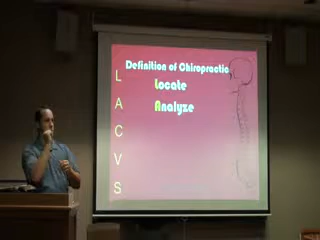 Definition of Chiropractic
L
Locate
A
Analyze
C
V
S